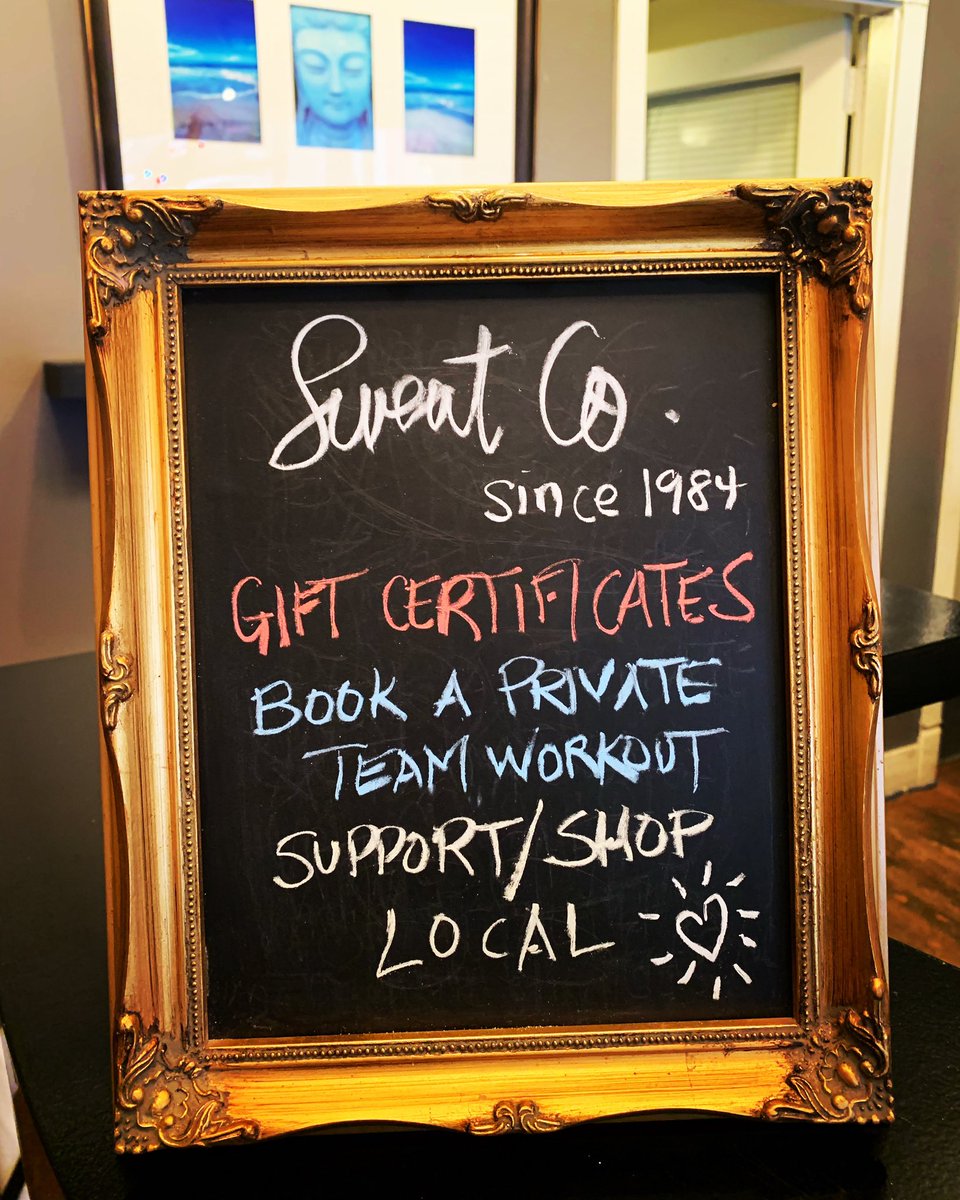 Sweat Co.
since 1984
GIFT CERTIFICATES
BOOK A PRIVATE
TEAM WORKOUT
SUPPORT/SHOP
LOCAL